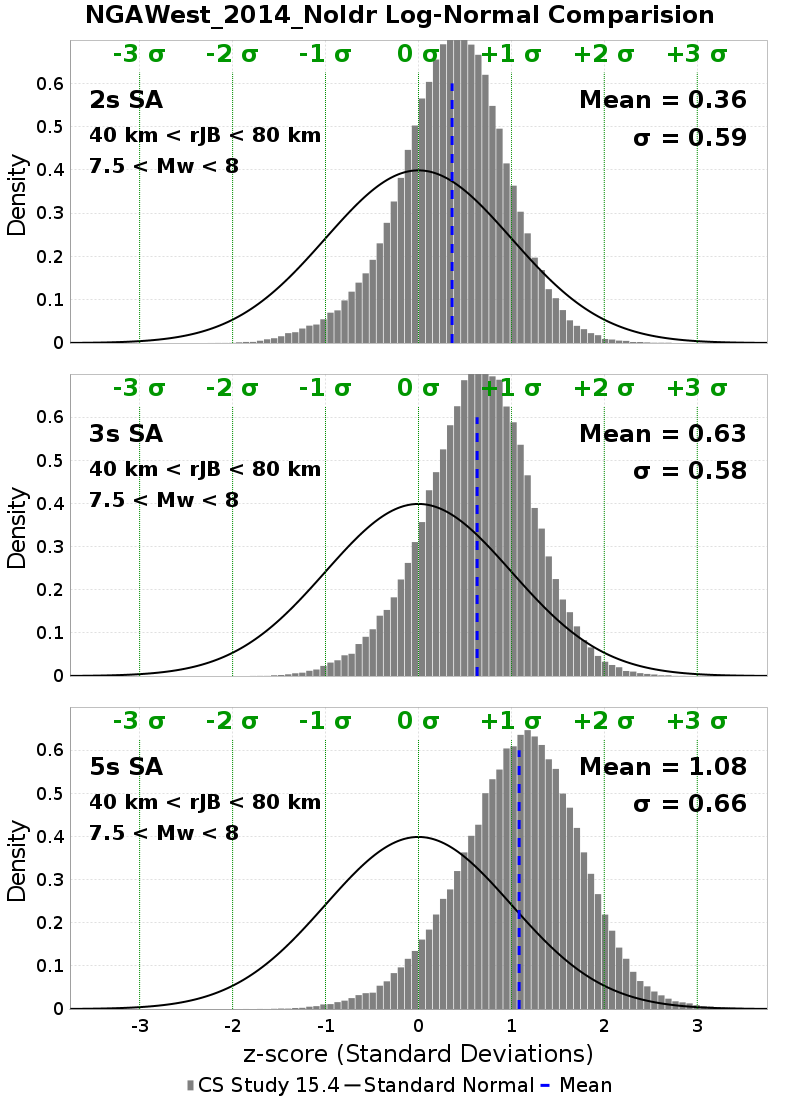 NGAWest_2014_NoIdr Log-Normal Comparision
-3 σ -2 σ -1 σ 0 σ +1 σ +2 σ +3 σ
2s SA
Mean = 0.36
40 km < rJB < 80 km
σ = 0.59
7.5 < Mw < 8
Density
0.6
0.5
0.4
0.3
0.2
0.1
0
-3 σ -2 σ -1 σ 0 σ +1 σ +2 σ +3 σ
3s SA
Mean = 0.63
40 km < rJB < 80 km
σ = 0.58
7.5 < Mw < 8
Density
0.6
0.5
0.4
0.3
0.2
0.1
0
-3 σ -2 σ -1 σ 0 σ +1 σ +2 σ +3 σ
5s SA
Mean = 1.08
40 km < rJB < 80 km
σ = 0.66
7.5 < Mw < 8
Density
0.6
0.5
0.4
0.3
0.2
0.1
0
-3 -2 -1 0 1 2 3
z-score (Standard Deviations)
CS Study 15.4 Standard Normal Mean